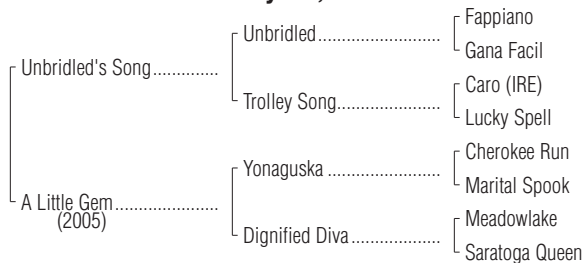 Fappiano
Unbridled
Gana Facil
Unbridled's Song
Caro (IRE)
Trolley Song
Lucky Spell
Cherokee Run
Yonaguska
Marital Spook
A Little Gem
(2005)
Meadowlake
Dignified Diva
Saratoga Queen